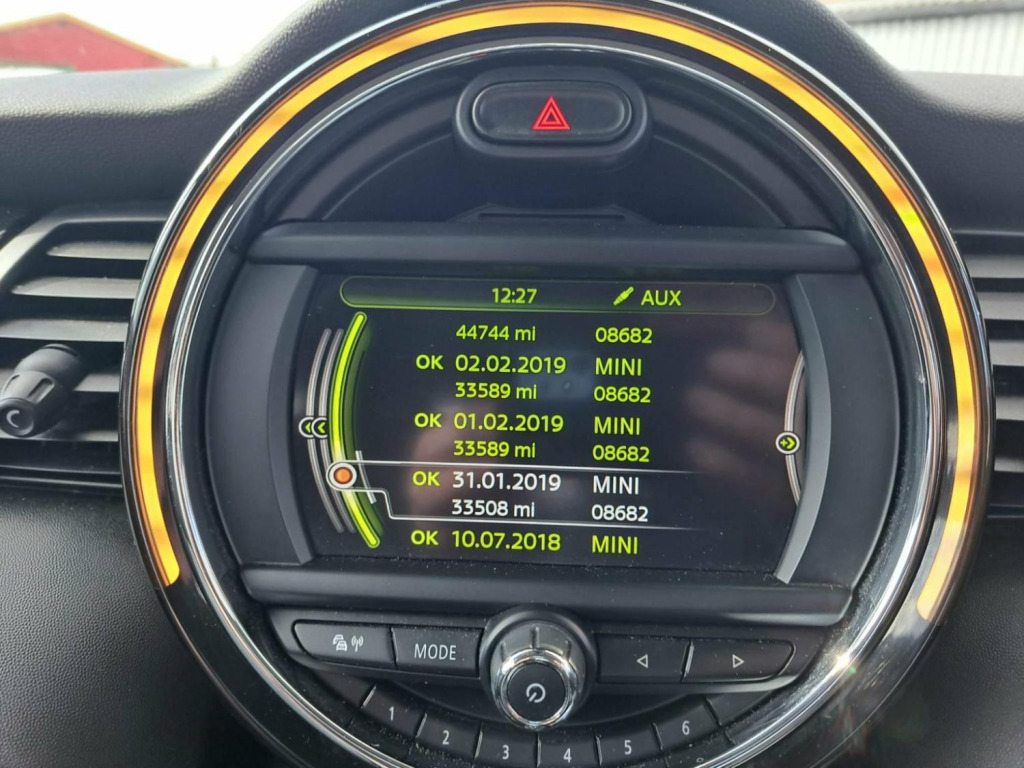 12:27 AUX
44744 mi 08682
OK 02.02.2019 MINI
33589 mi 08682
OK 01.02.2019 MINI
33589 mi 08682
OK 31.01.2019 MINI
33508 mi 08682
OK 10.07.2018 MINI
MODE
1 2 3 4 5 6